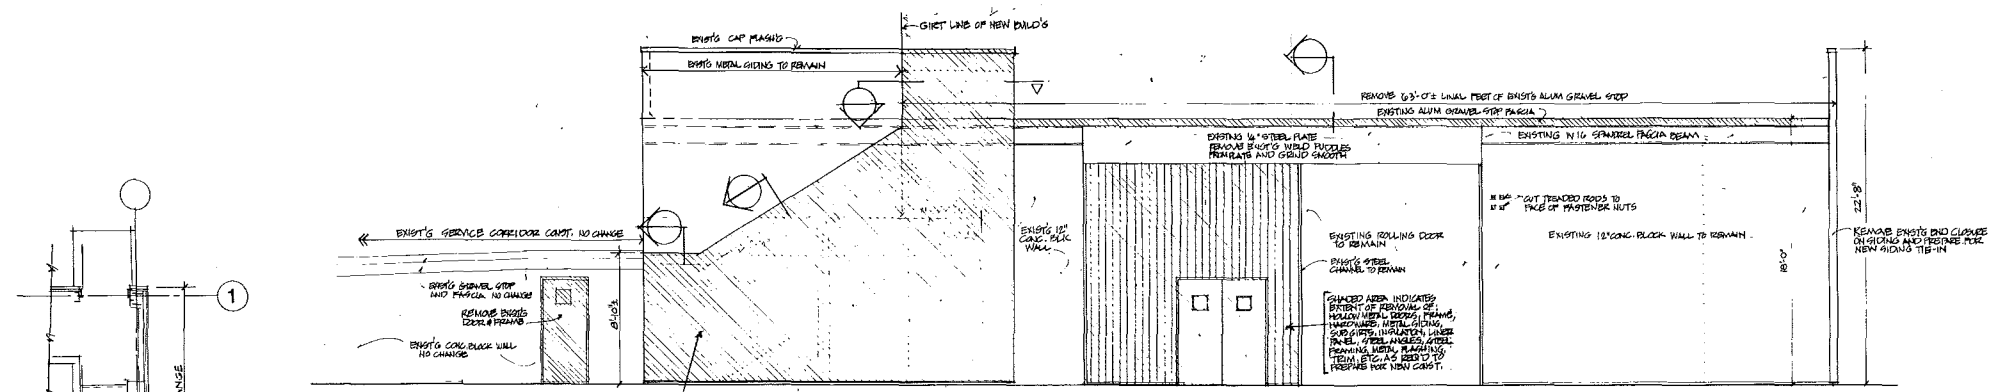 GIRT LINE OF NEW BUILD'G
EXIST'G CAP FLASH'G
EXIST'G METAL SIDING TO REMAIN
REMOVE 63'-0"± LINAL FEET OF EXIST'G ALUM GRAVEL STOP
EXISTING ALUM GRAVEL STOP FASCIA
EXISTING 1/4" STEEL PLATE
REMOVE EXIST'G WELD PUDDLES
FROM PLATE AND GRIND SMOOTH
EXISTING W16 SPANDREL FASCIA BEAM
CUT TREADED RODS TO
FACE OF FASTENER NUTS
22'-8"
EXIST'G SERVICE CORRIDOR CONST. NO CHANGE
EXIST'G 12"
CONC. BLK
WALL
EXISTING ROLLING DOOR
TO REMAIN
EXISTING 12" CONC. BLOCK WALL TO REMAIN
REMOVE EXIST'G END CLOSURE
ON SIDING AND PREPARE FOR
NEW SIDING TIE-IN
18'-0"
EXIST'G STEEL
CHANNEL TO REMAIN
EXIST'G GRAVEL STOP
AND FASCIA NO CHANGE
1
REMOVE EXIST'G
DOOR & FRAME
8'-10"±
SHADED AREA INDICATES
EXTENT OF REMOVAL OF:
HOLLOW METAL DOORS, FRAME,
HARDWARE, METAL SIDING,
SUB GIRTS, INSULATION, LINER
PANEL, STEEL ANGLES, STEEL
FRAMING, METAL FLASHING,
TRIM, ETC. AS REQ'D TO
PREPARE FOR NEW CONST.
EXIST'G CONC. BLOCK WALL
NO CHANGE